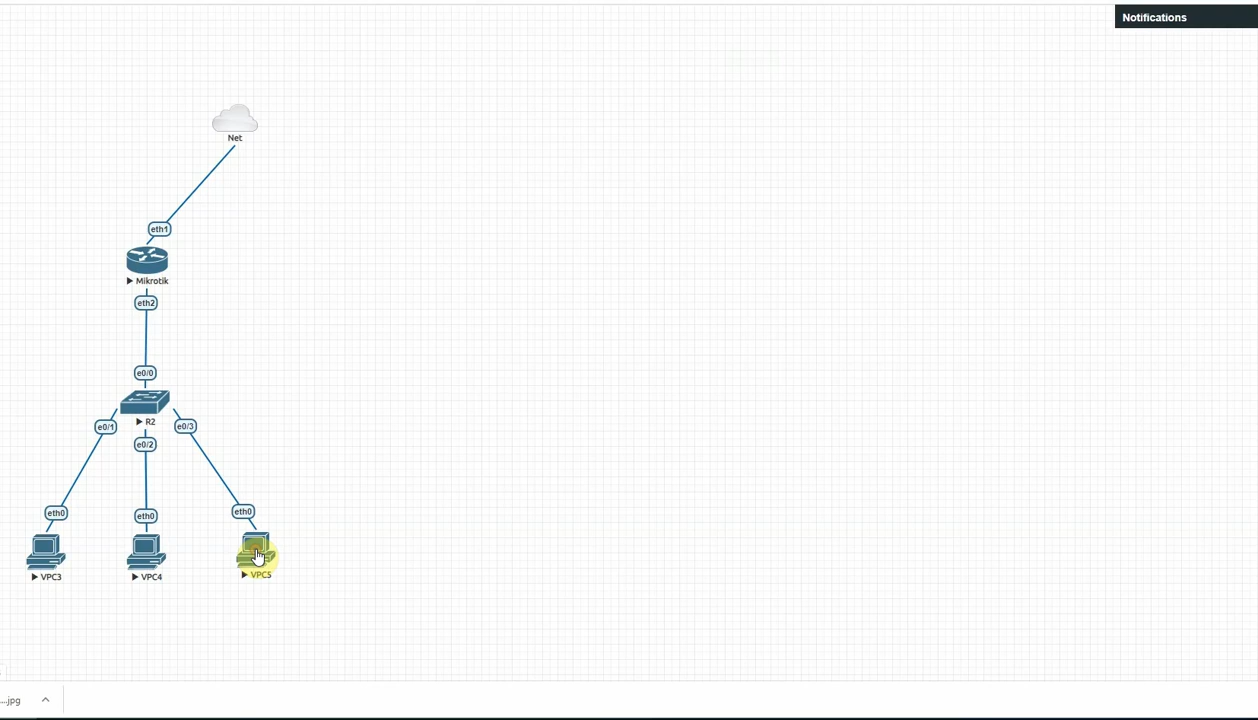 Notifications
Net
eth1
Mikrotik
eth2
e0/0
R2
e0/1
e0/3
e0/2
eth0
eth0
eth0
VPC3
VPC4
VPC5
...jpg